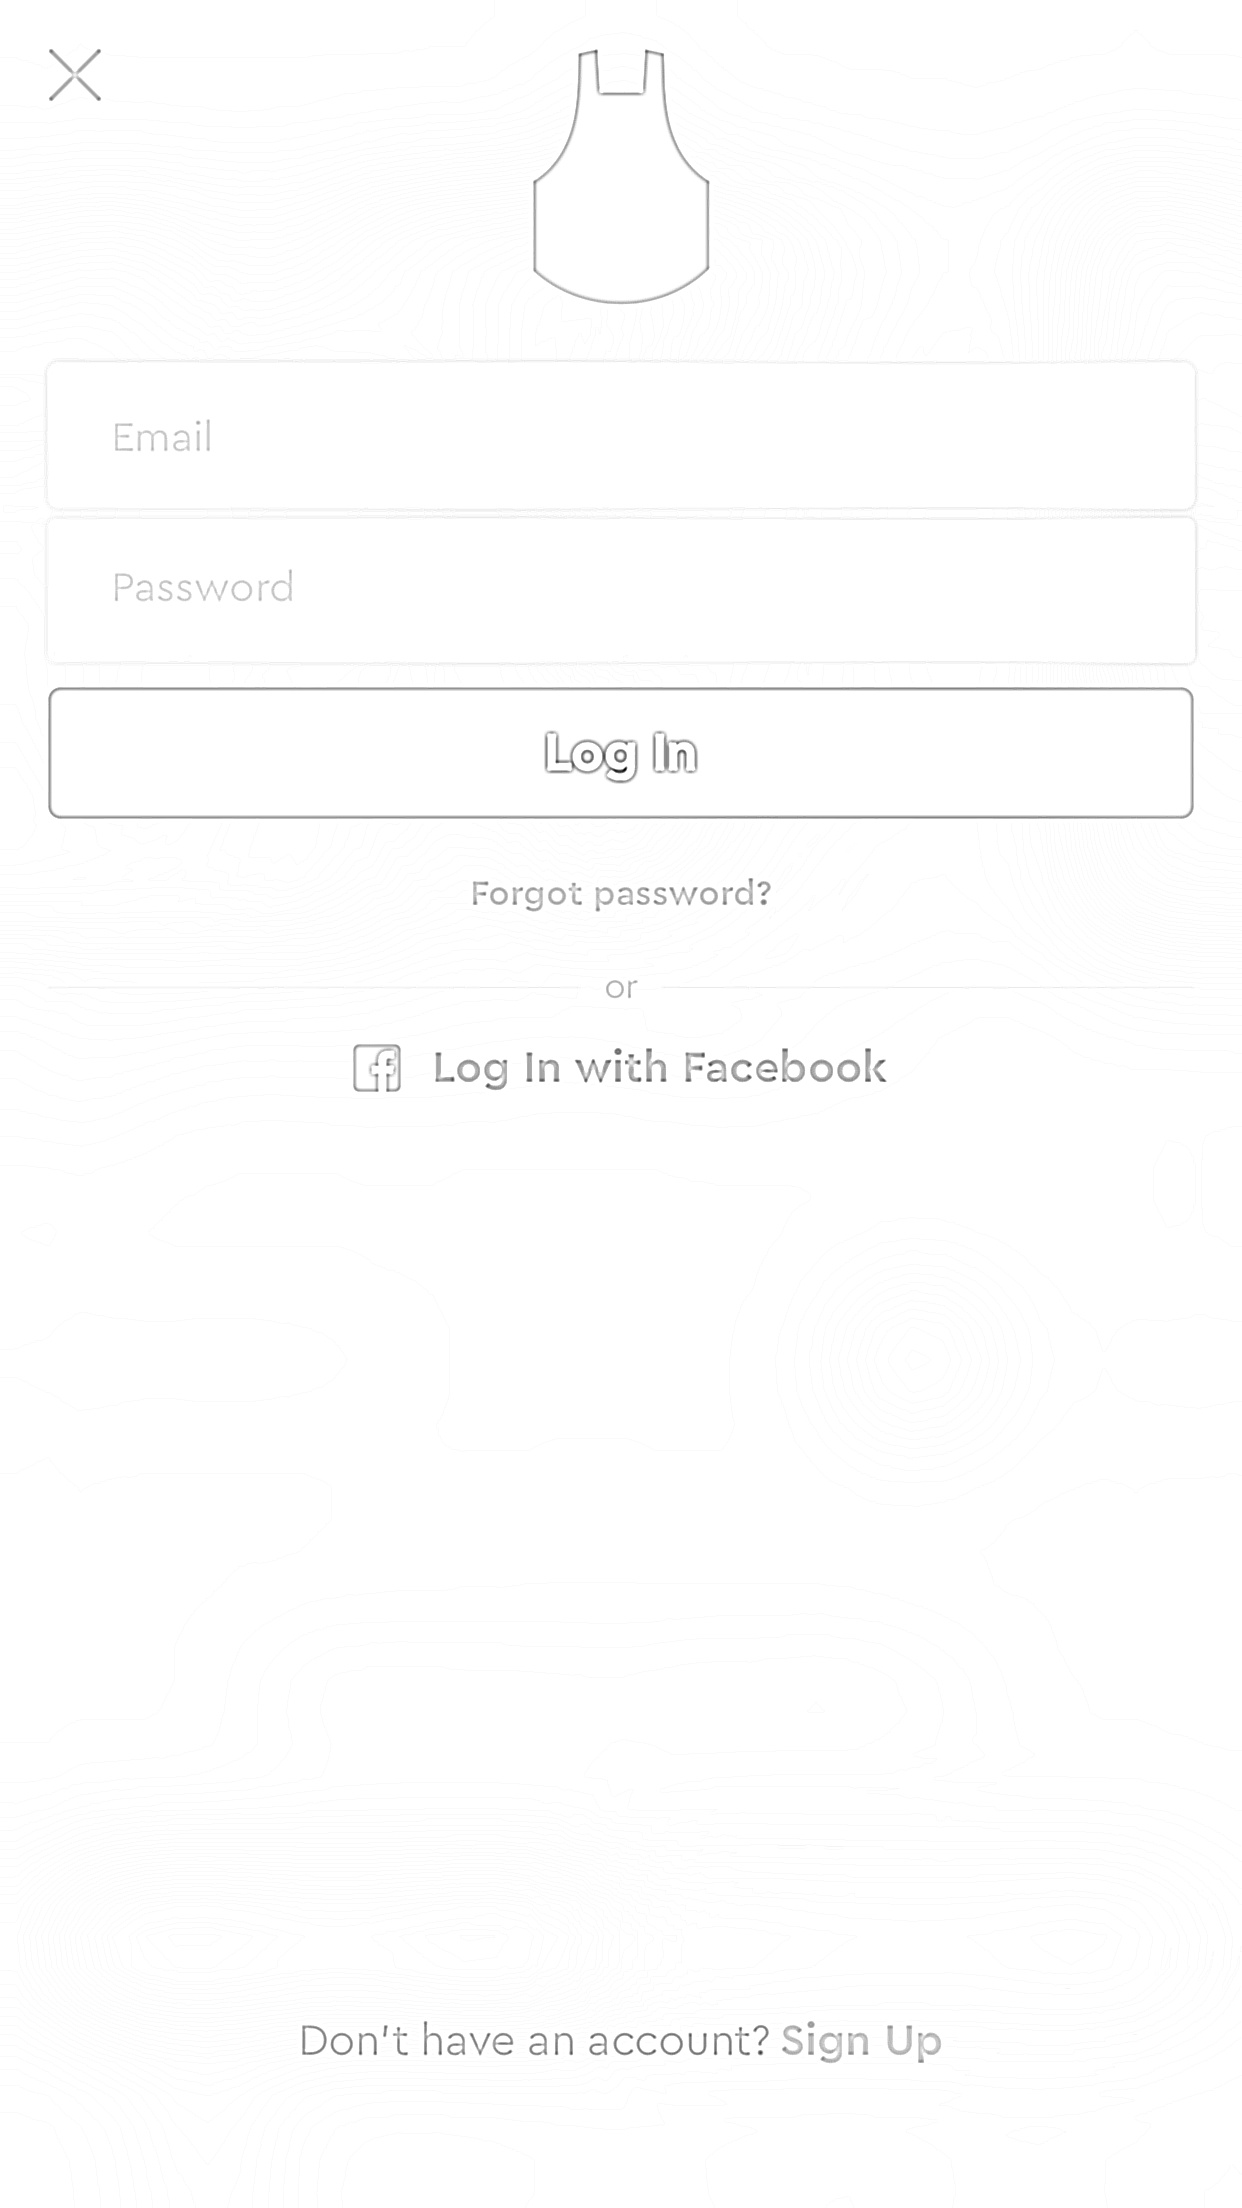 Email
Password
Log In
Forgot password?
or
Log In with Facebook
Don't have an account? Sign Up